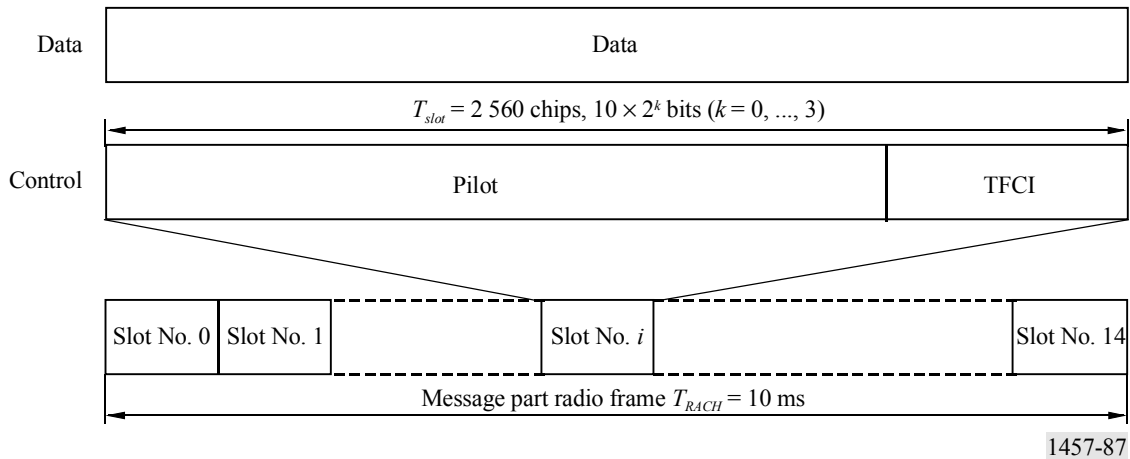 Data Data
T_slot = 2 560 chips, 10 × 2^k bits (k = 0, ..., 3)
Control Pilot TFCI
Slot No. 0 Slot No. 1 Slot No. i Slot No. 14
Message part radio frame T_RACH = 10 ms
1457-87